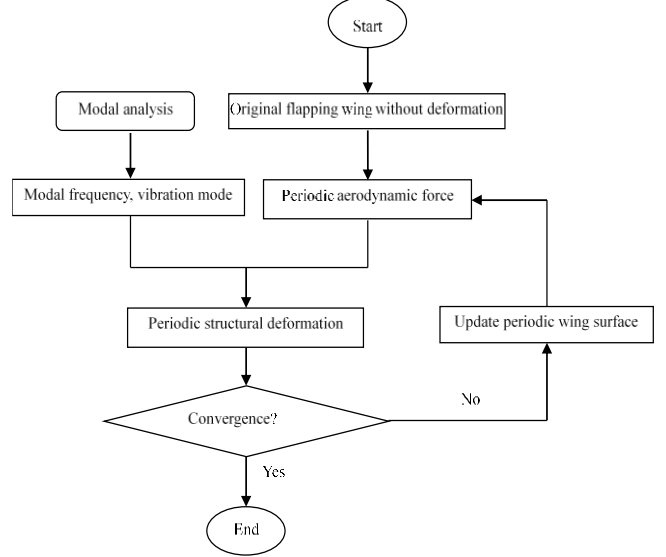 Start
Modal analysis
Original flapping wing without deformation
Modal frequency, vibration mode
Periodic aerodynamic force
Periodic structural deformation
Update periodic wing surface
Convergence?
No
Yes
End